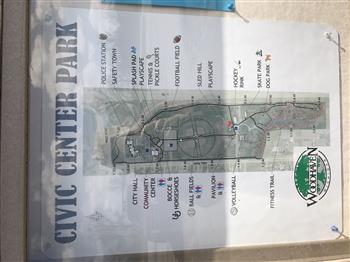 CIVIC CENTER PARK
POLICE STATION
SAFETY TOWN
SPLASH PAD
PLAYSCAPE
TENNIS &
PICKLE COURTS
FOOTBALL FIELD
SLED HILL
PLAYSCAPE
HOCKEY
RINK
SKATE PARK
DOG PARK
CITY HALL
COMMUNITY
CENTER
BOCCE &
HORSESHOES
BALL FIELDS
&
PAVILION
&
VOLLEYBALL
FITNESS TRAIL
WOODHAVEN